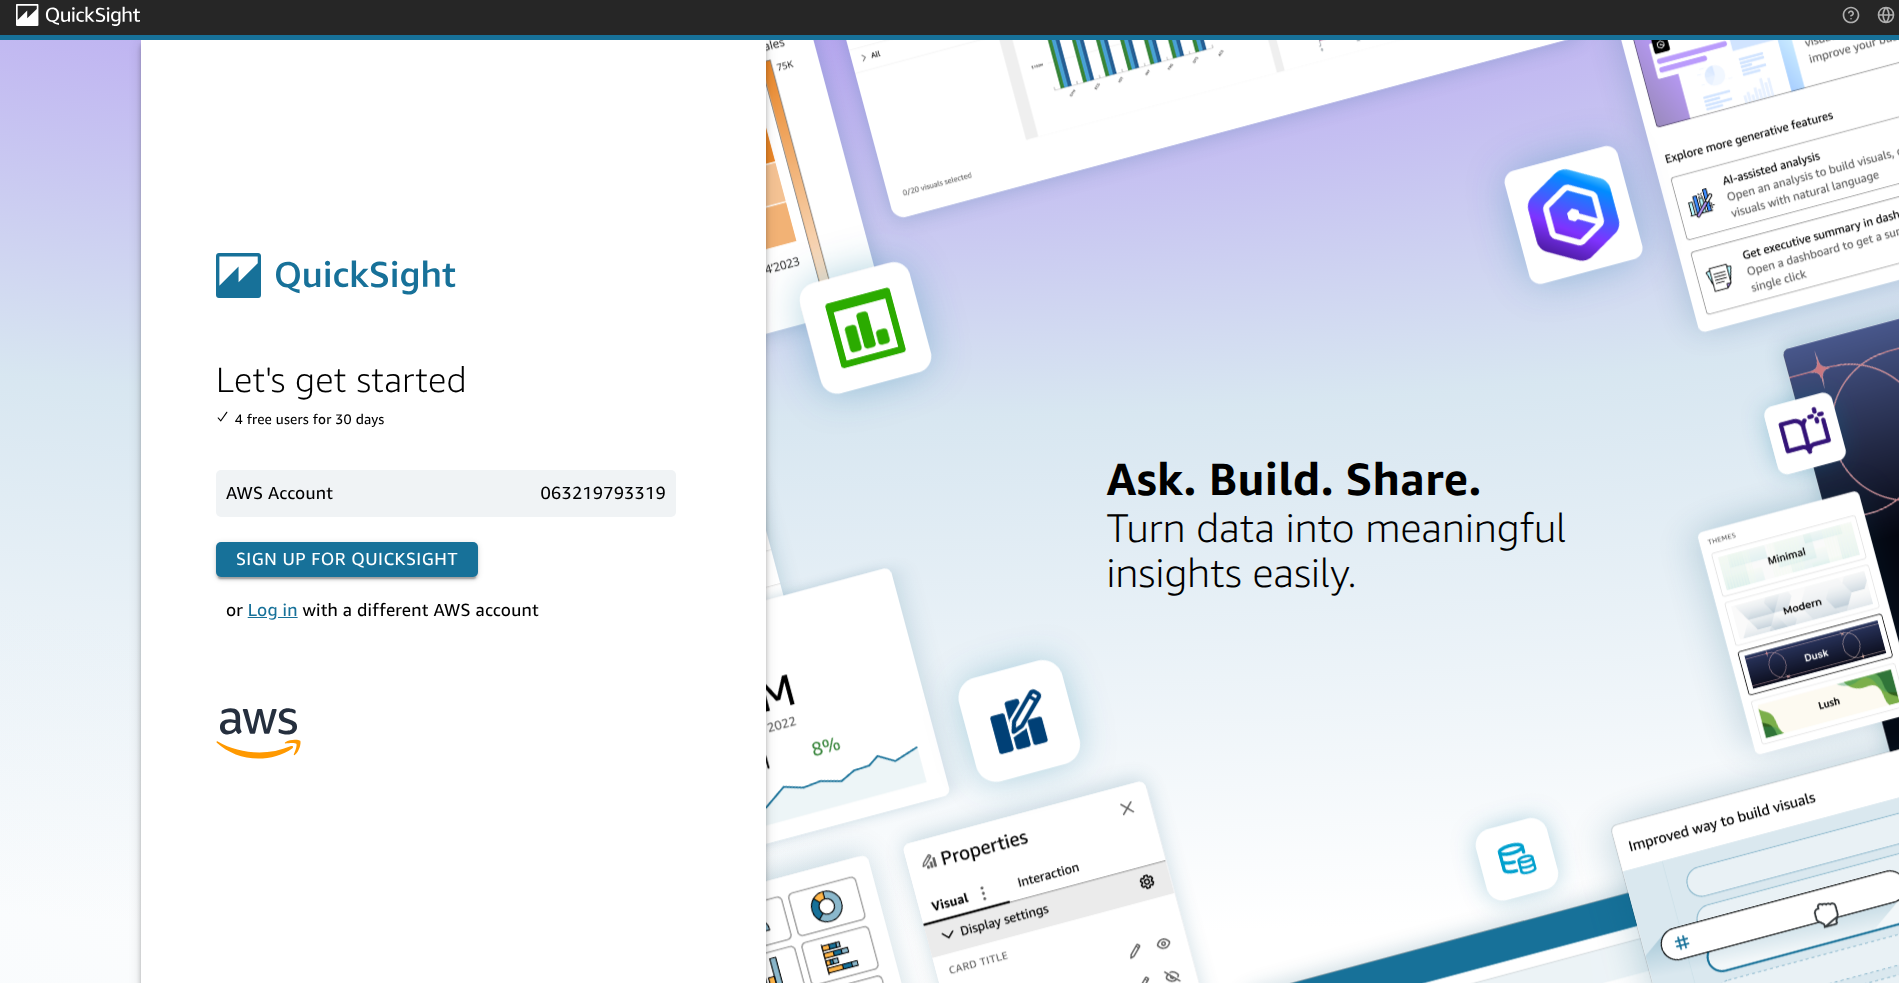 QuickSight
QuickSight
Let's get started
4 free users for 30 days
AWS Account 063219793319
SIGN UP FOR QUICKSIGHT
or Log in with a different AWS account
aws
75K
4'2023
All
0/20 visuals selected
improve your
Explore more generative features
AI-assisted analysis
Open an analysis to build visuals,
visuals with natural language
Get executive summary in
Open a dashboard to get a
single click
Ask. Build. Share.
Turn data into meaningful
insights easily.
THEMES
Minimal
Modern
Dusk
Lush
M
2022
8%
Properties
Visual
Interaction
Display settings
CARD TITLE
Improved way to build visuals
#